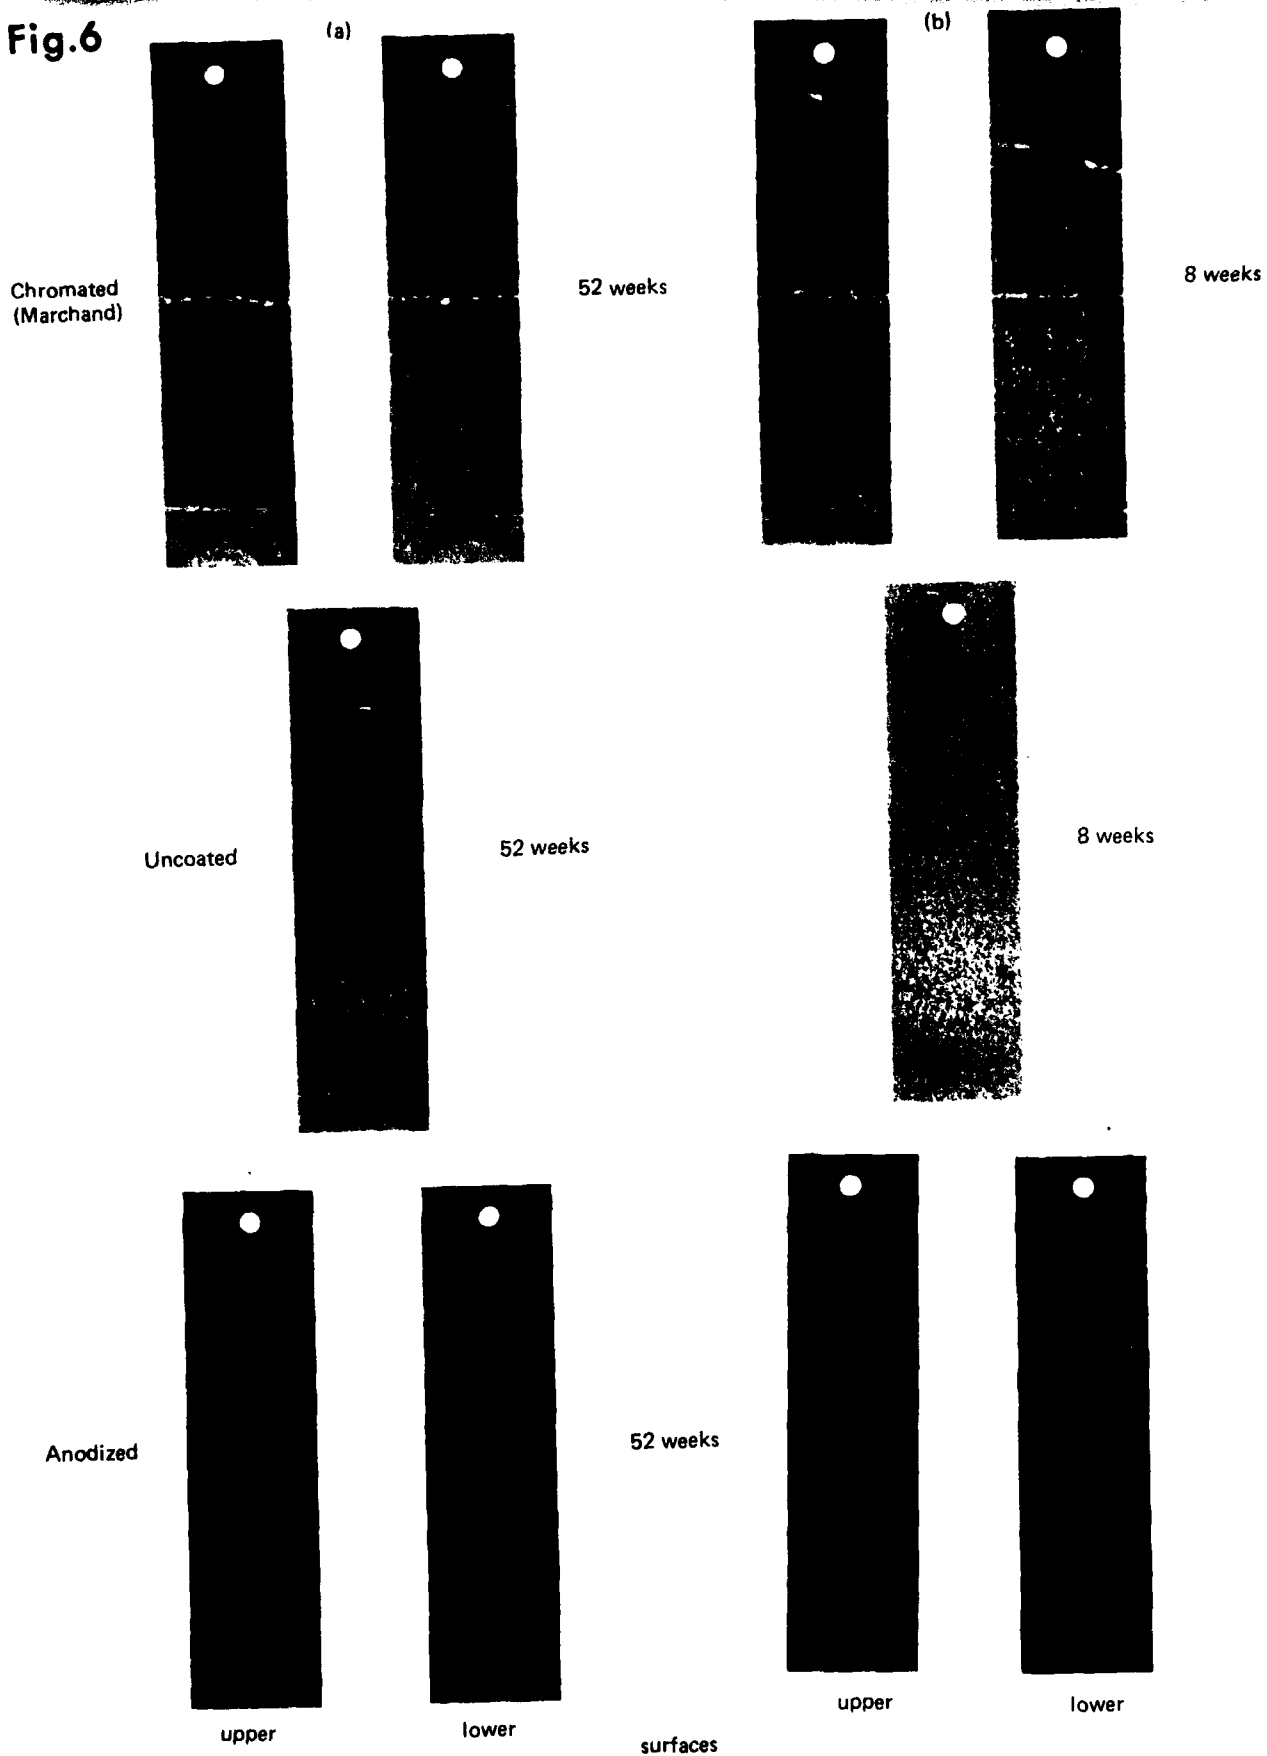 Fig.6
(a)
(b)
Chromated
(Marchand)
52 weeks
8 weeks
Uncoated
52 weeks
8 weeks
Anodized
52 weeks
upper
lower
surfaces
upper
lower